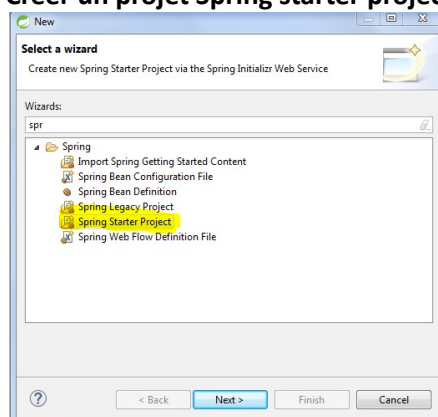 Créer un projet Spring starter project
New
Select a wizard
Create new Spring Starter Project via the Spring Initializr Web Service
Wizards:
spr
Spring
Import Spring Getting Started Content
Spring Bean Configuration File
Spring Bean Definition
Spring Legacy Project
Spring Starter Project
Spring Web Flow Definition File
< Back
Next >
Finish
Cancel